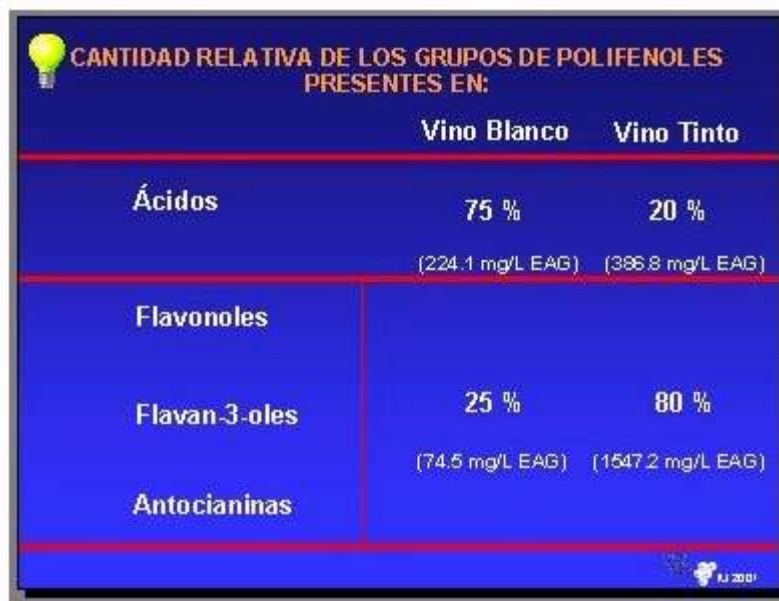 CANTIDAD RELATIVA DE LOS GRUPOS DE POLIFENOLES
PRESENTES EN:
Vino Blanco Vino Tinto
Ácidos 75 % 20 %
(224.1 mg/L EAG) (386.8 mg/L EAG)
Flavonoles
Flavan-3-oles 25 % 80 %
(74.5 mg/L EAG) (1547.2 mg/L EAG)
Antocianinas
2001